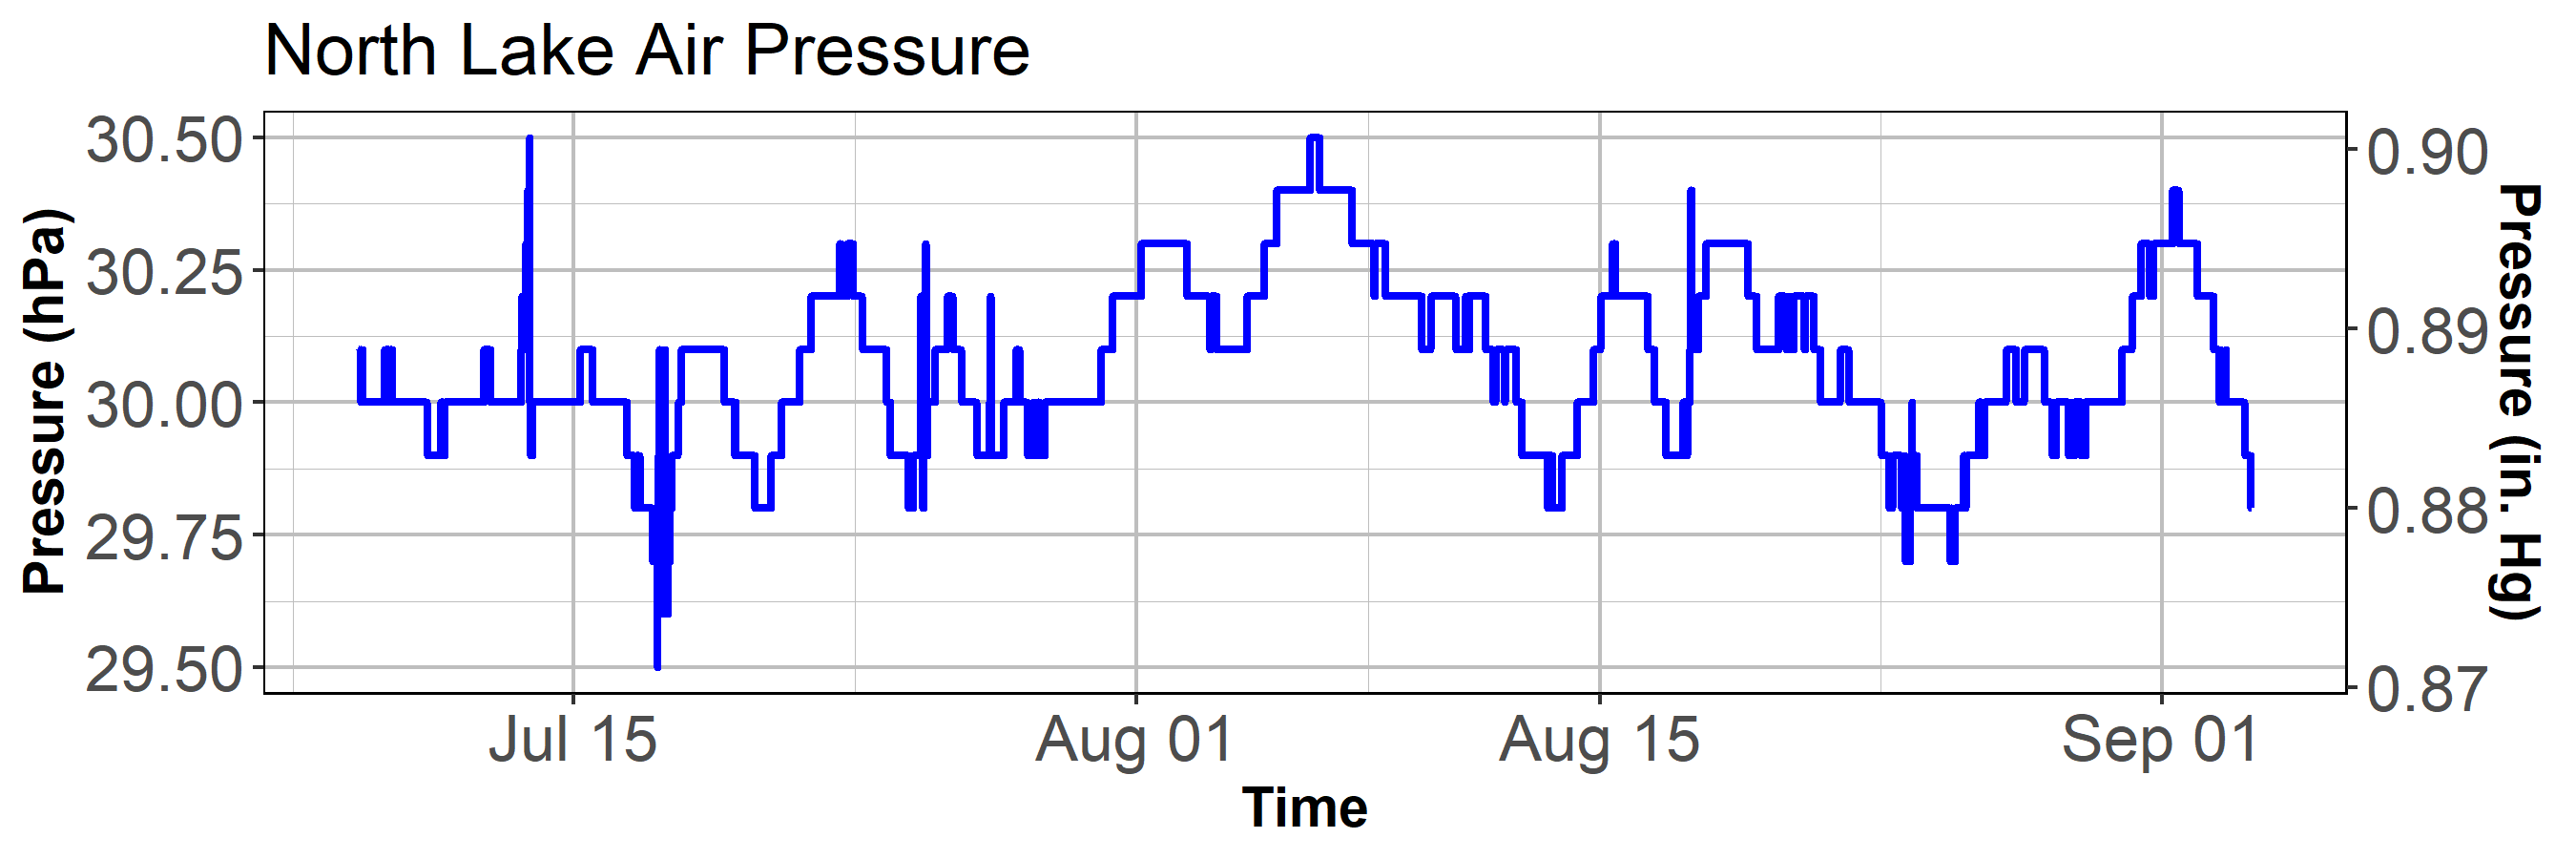 North Lake Air Pressure
Pressure (hPa)
30.50
30.25
30.00
29.75
29.50
0.90
0.89
0.88
0.87
Pressure (in. Hg)
Jul 15 Aug 01 Aug 15 Sep 01
Time